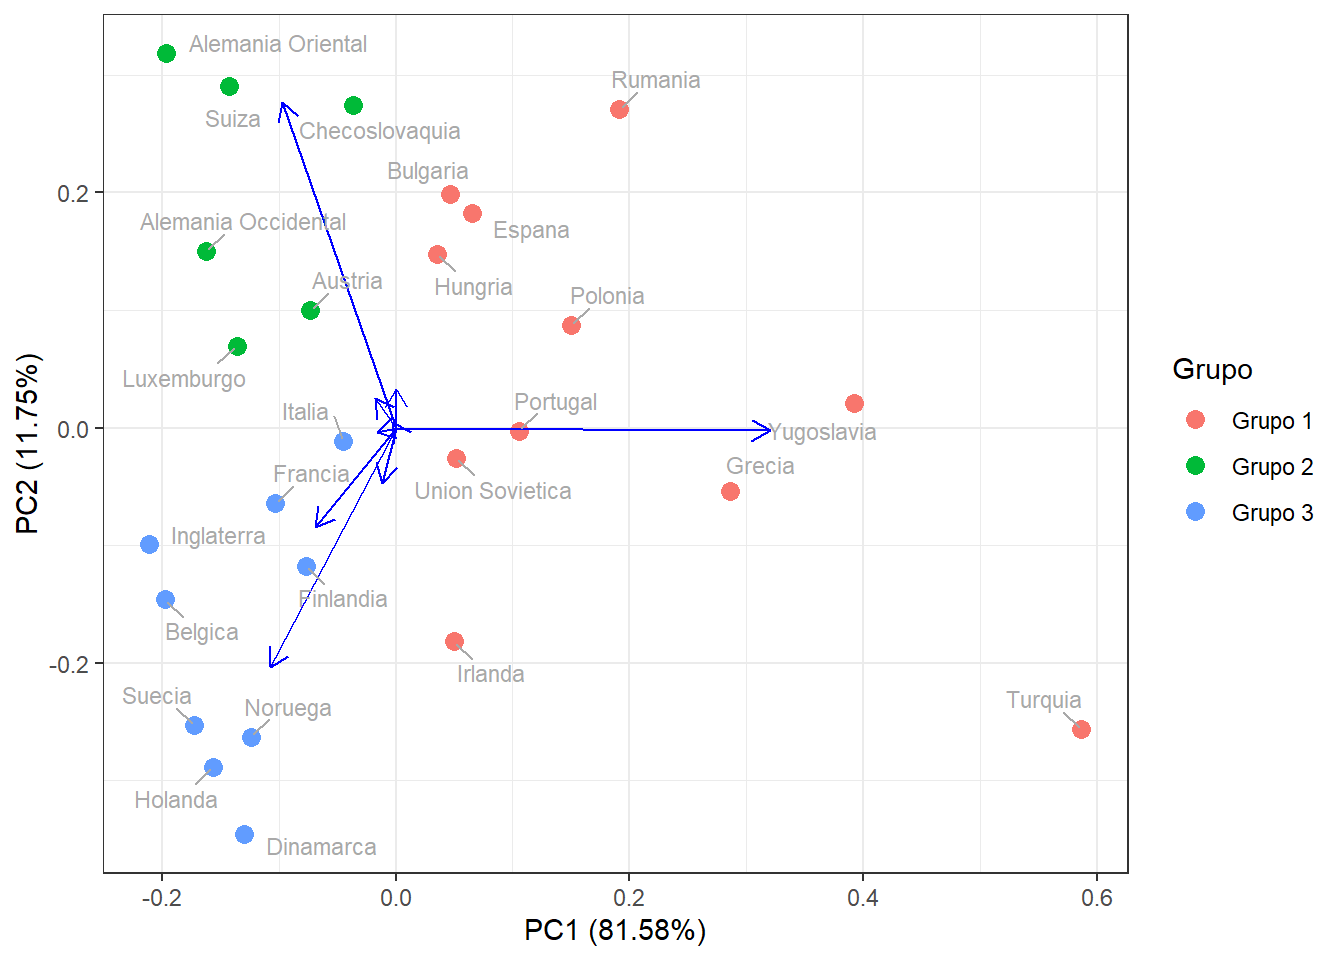 Alemania Oriental
Rumania
Suiza
Checoslovaquia
Bulgaria
Alemania Occidental
Espana
Austria
Hungria
Polonia
Luxemburgo
Italia
Portugal
Yugoslavia
Francia
Grecia
Union Sovietica
Inglaterra
Finlandia
Belgica
Irlanda
Suecia
Noruega
Turquia
Holanda
Dinamarca
0.2
0.0
-0.2
PC2 (11.75%)
-0.2 0.0 0.2 0.4 0.6
PC1 (81.58%)
Grupo
Grupo 1
Grupo 2
Grupo 3